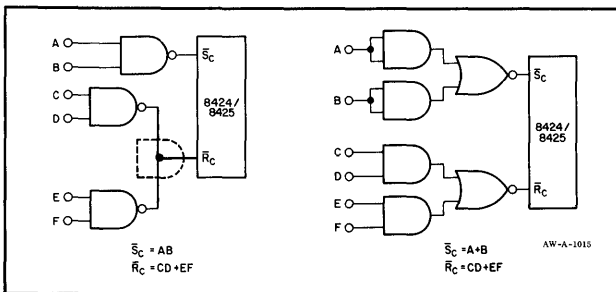 A
B
S̅C
C
D
8424/
8425
R̅C
E
F
S̅C = AB
R̅C = CD+EF
A
B
S̅C
C
D
8424/
8425
R̅C
E
F
S̅C = A+B
R̅C = CD+EF
AW-A-1015